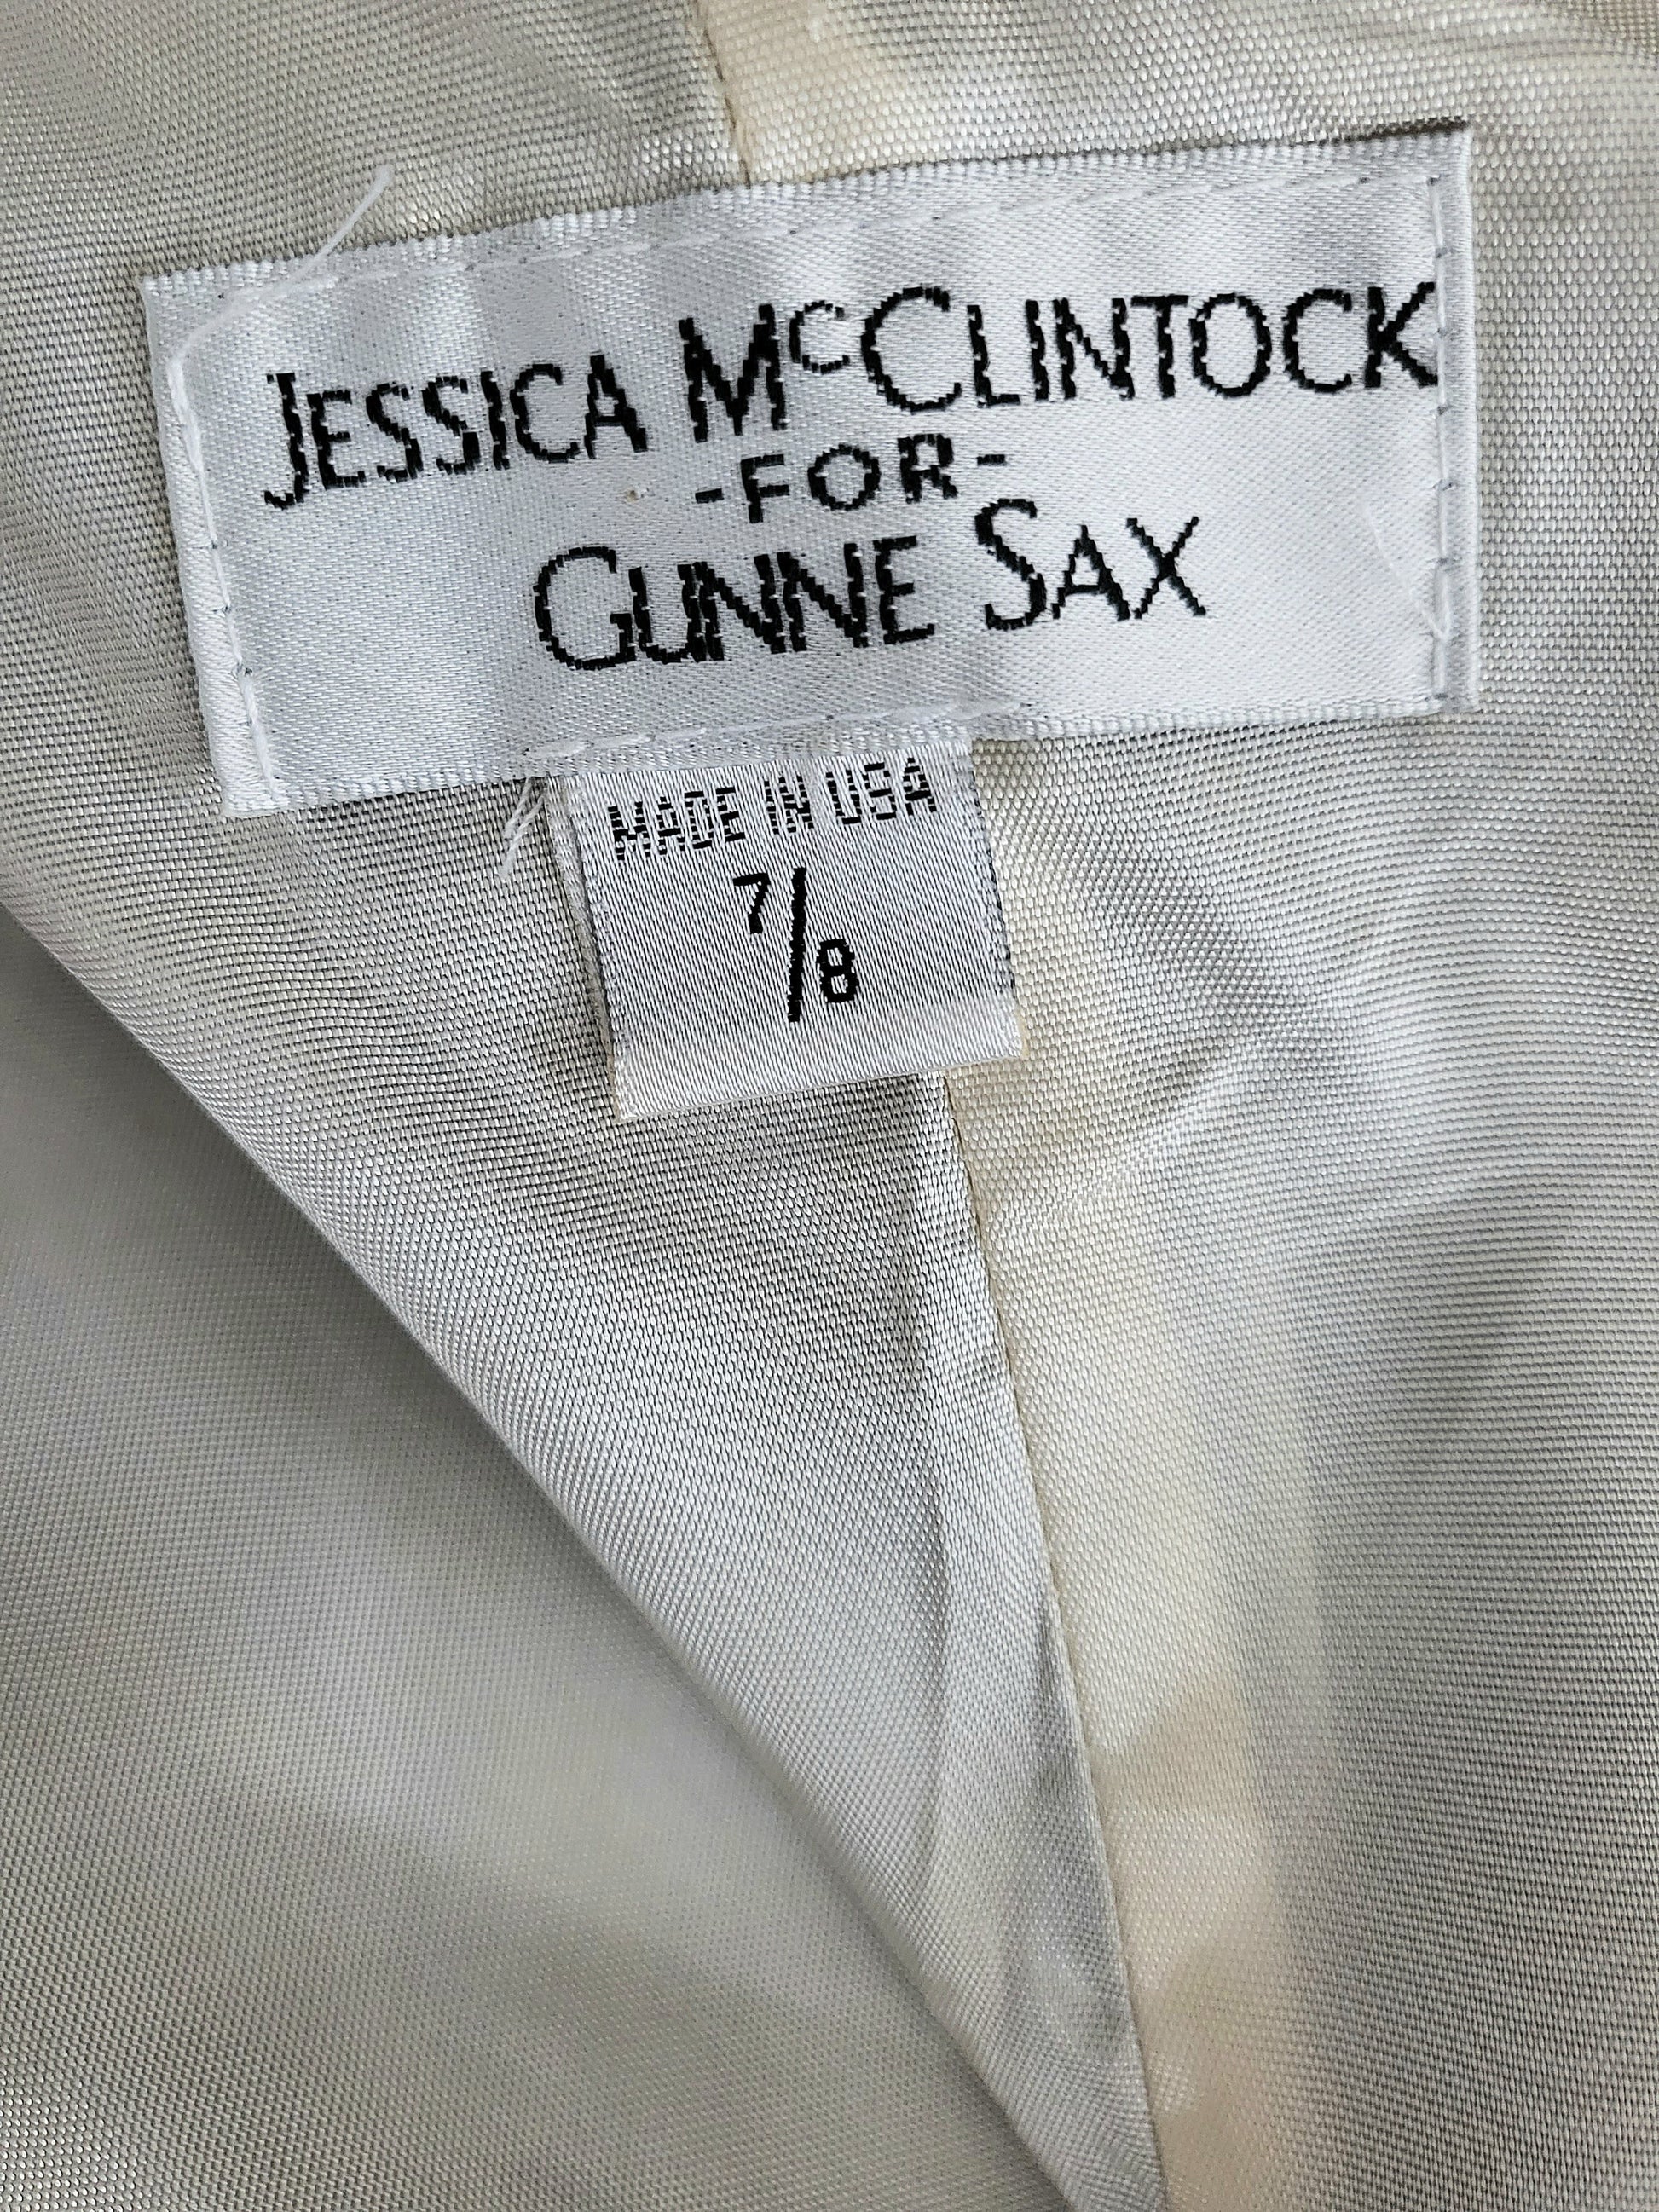 JESSICA McCLINTOCK
-FOR-
GUNNE SAX
MADE IN USA
7/8